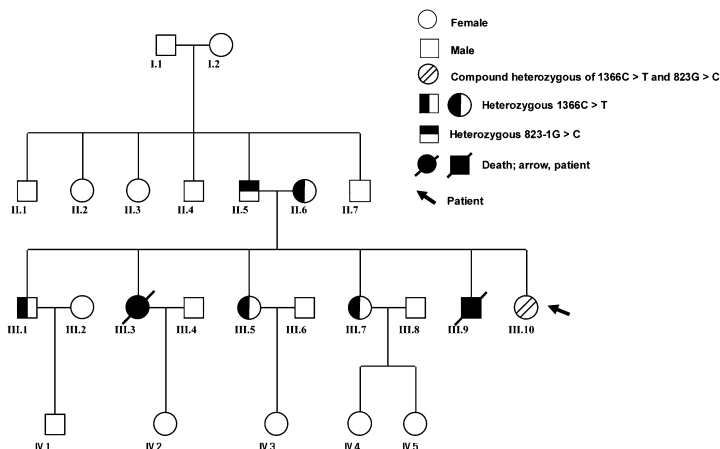 Female
Male
Compound heterozygous of 1366C > T and 823G > C
Heterozygous 1366C > T
Heterozygous 823-1G > C
Death; arrow, patient
Patient
I.1 I.2
II.1 II.2 II.3 II.4 II.5 II.6 II.7
III.1 III.2 III.3 III.4 III.5 III.6 III.7 III.8 III.9 III.10
IV.1 IV.2 IV.3 IV.4 IV.5